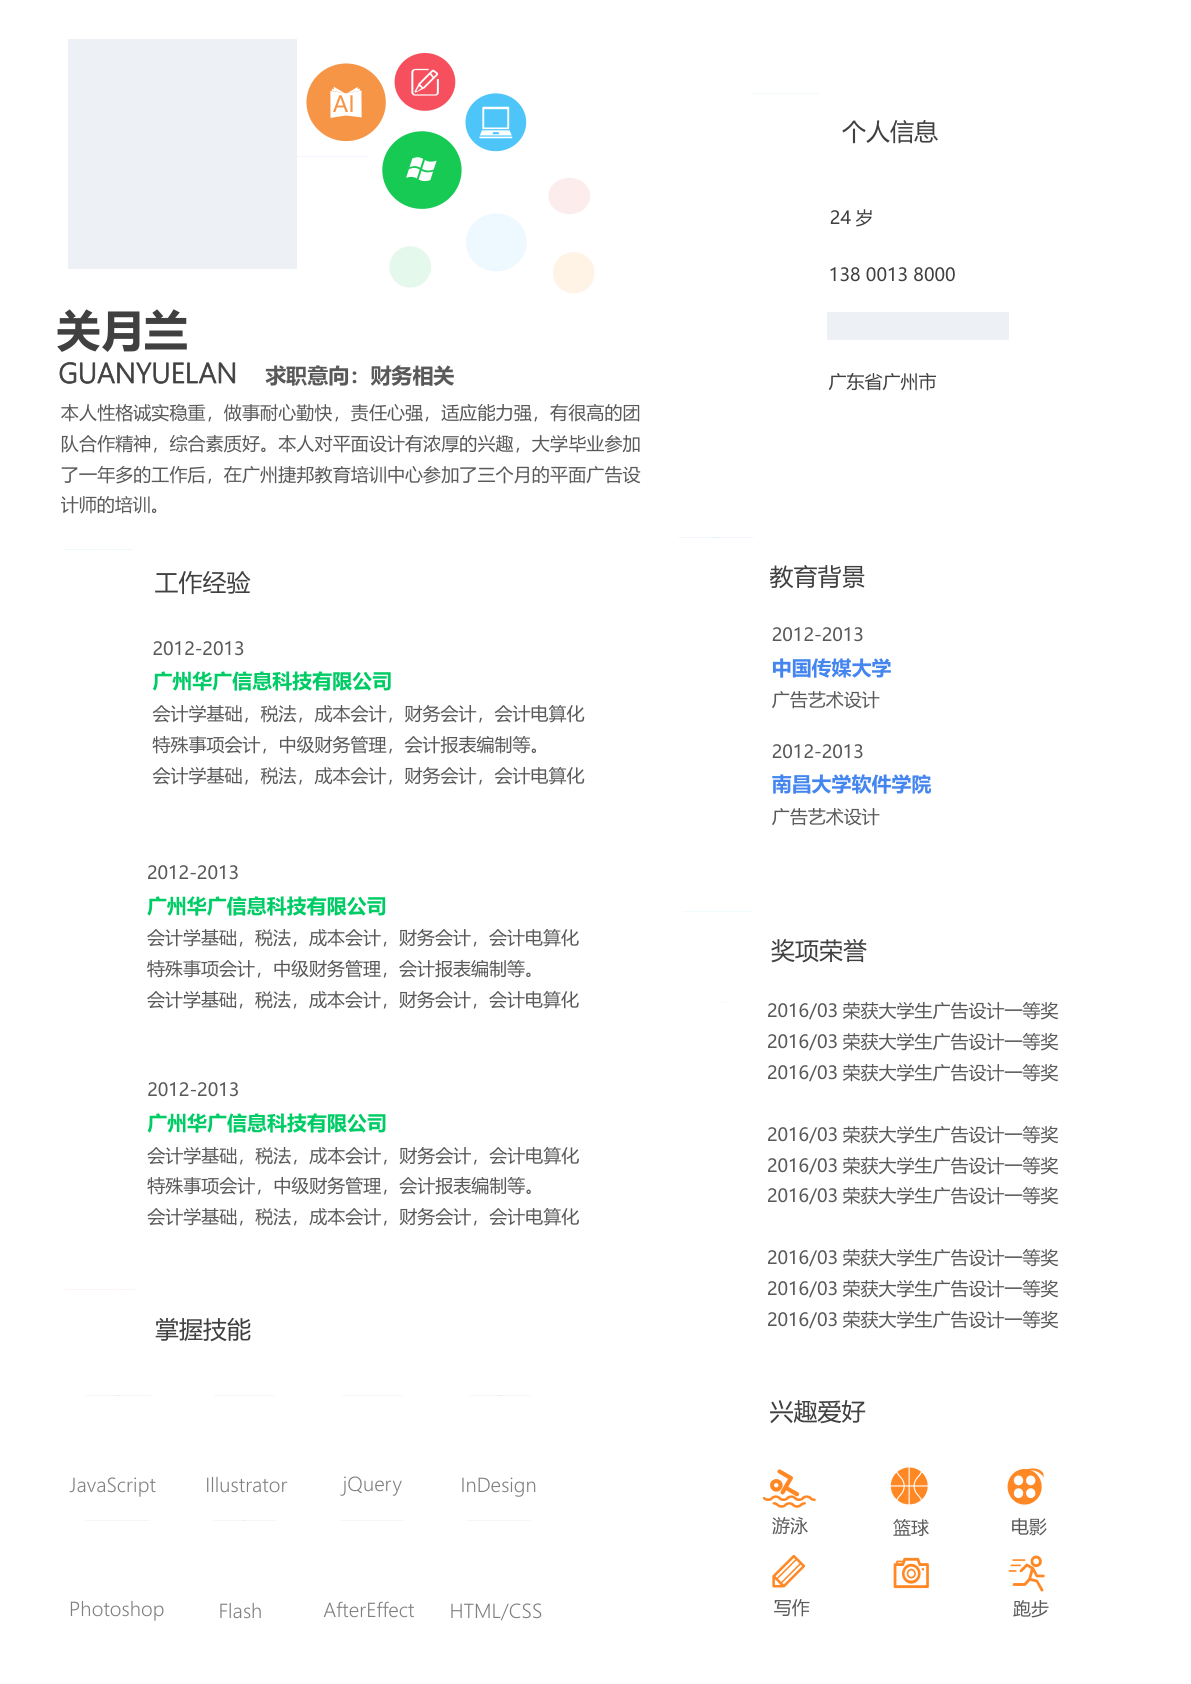 AI
关月兰
GUANYUELAN 求职意向：财务相关
本人性格诚实稳重，做事耐心勤快，责任心强，适应能力强，有很高的团
队合作精神，综合素质好。本人对平面设计有浓厚的兴趣，大学毕业参加
了一年多的工作后，在广州捷邦教育培训中心参加了三个月的平面广告设
计师的培训。
个人信息
24 岁
138 0013 8000
广东省广州市
工作经验
2012-2013
广州华广信息科技有限公司
会计学基础，税法，成本会计，财务会计，会计电算化
特殊事项会计，中级财务管理，会计报表编制等。
会计学基础，税法，成本会计，财务会计，会计电算化
2012-2013
广州华广信息科技有限公司
会计学基础，税法，成本会计，财务会计，会计电算化
特殊事项会计，中级财务管理，会计报表编制等。
会计学基础，税法，成本会计，财务会计，会计电算化
2012-2013
广州华广信息科技有限公司
会计学基础，税法，成本会计，财务会计，会计电算化
特殊事项会计，中级财务管理，会计报表编制等。
会计学基础，税法，成本会计，财务会计，会计电算化
掌握技能
JavaScript Illustrator jQuery InDesign
Photoshop Flash AfterEffect HTML/CSS
教育背景
2012-2013
中国传媒大学
广告艺术设计
2012-2013
南昌大学软件学院
广告艺术设计
奖项荣誉
2016/03 荣获大学生广告设计一等奖
2016/03 荣获大学生广告设计一等奖
2016/03 荣获大学生广告设计一等奖
2016/03 荣获大学生广告设计一等奖
2016/03 荣获大学生广告设计一等奖
2016/03 荣获大学生广告设计一等奖
2016/03 荣获大学生广告设计一等奖
2016/03 荣获大学生广告设计一等奖
2016/03 荣获大学生广告设计一等奖
兴趣爱好
游泳 篮球 电影
写作 跑步